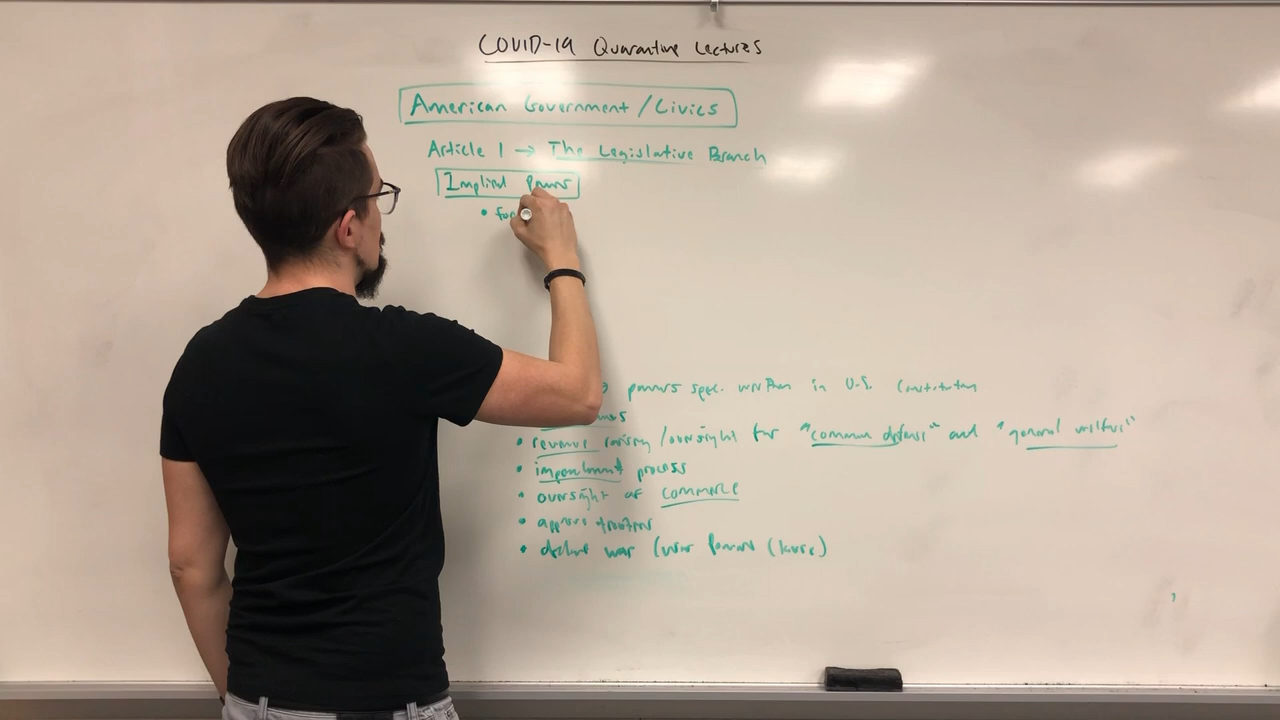 COVID-19 Quarantine Lectures
American Government/Civics
Article 1 → The Legislative Branch
Implied Powers
• for
powers spec. written in U.S. Constitution
• revenue raising/oversight for "common defense" and "general welfare"
• impeachment process
• oversight of commerce
• approve treaties
• declare war (War Powers Clause)